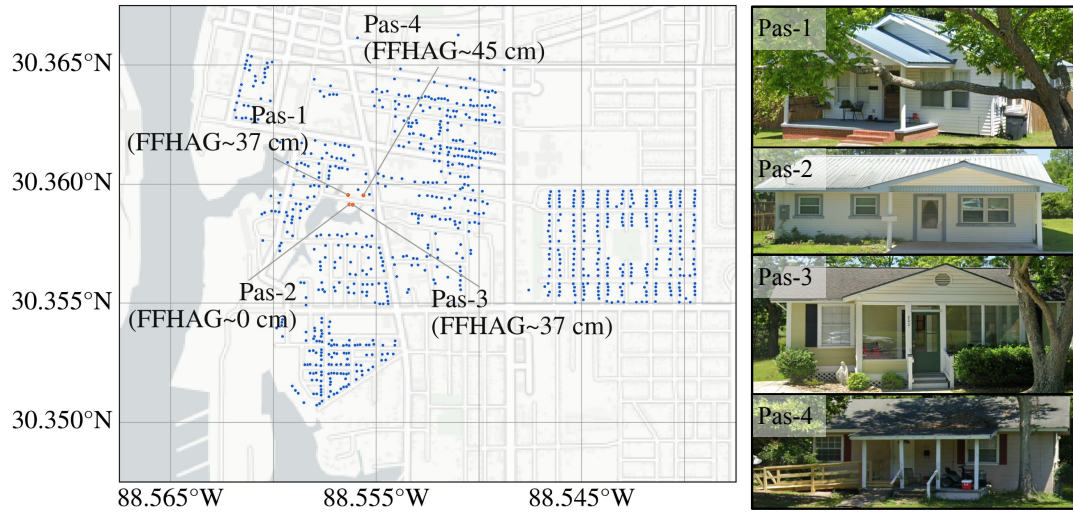 30.365°N
30.360°N
30.355°N
30.350°N
88.565°W
88.555°W
88.545°W
Pas-4
(FFHAG~45 cm)
Pas-1
(FFHAG~37 cm)
Pas-2
(FFHAG~0 cm)
Pas-3
(FFHAG~37 cm)
Pas-1
Pas-2
Pas-3
Pas-4